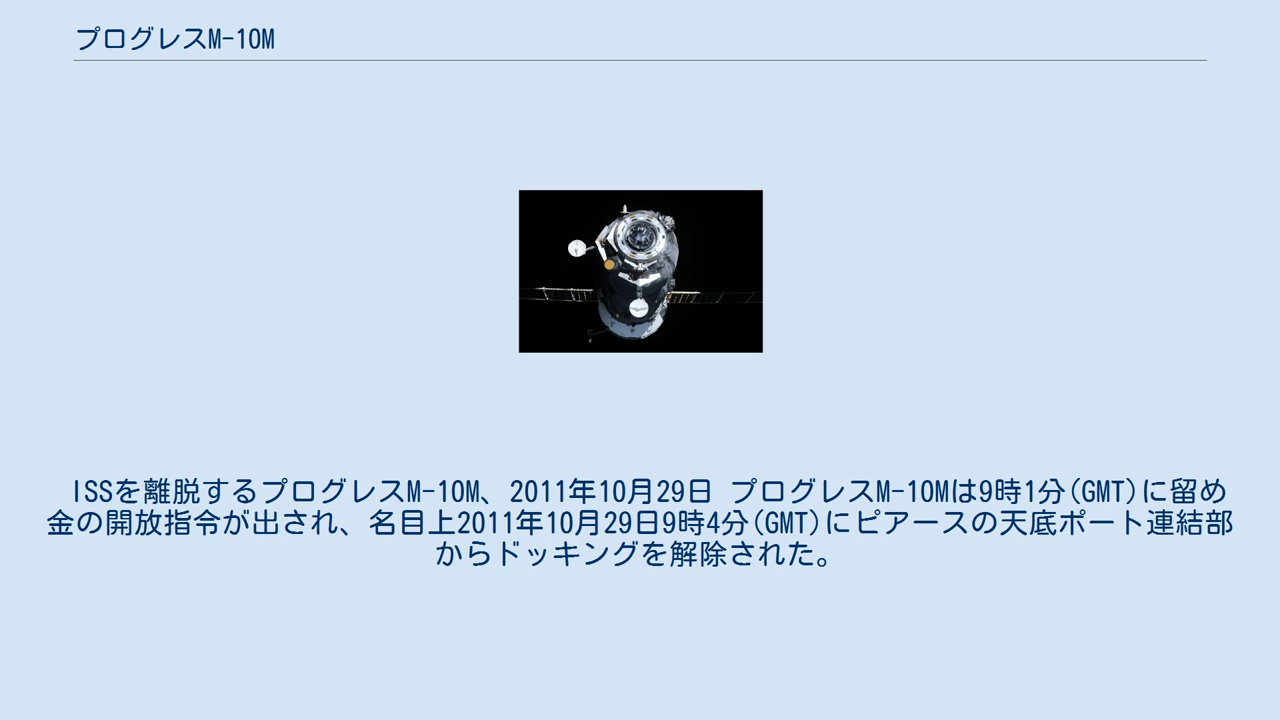 プログレスM-10M
ISSを離脱するプログレスM-10M、2011年10月29日 プログレスM-10Mは9時1分(GMT)に留め
金の開放指令が出され、名目上2011年10月29日9時4分(GMT)にピアースの天底ポート連結部
からドッキングを解除された。